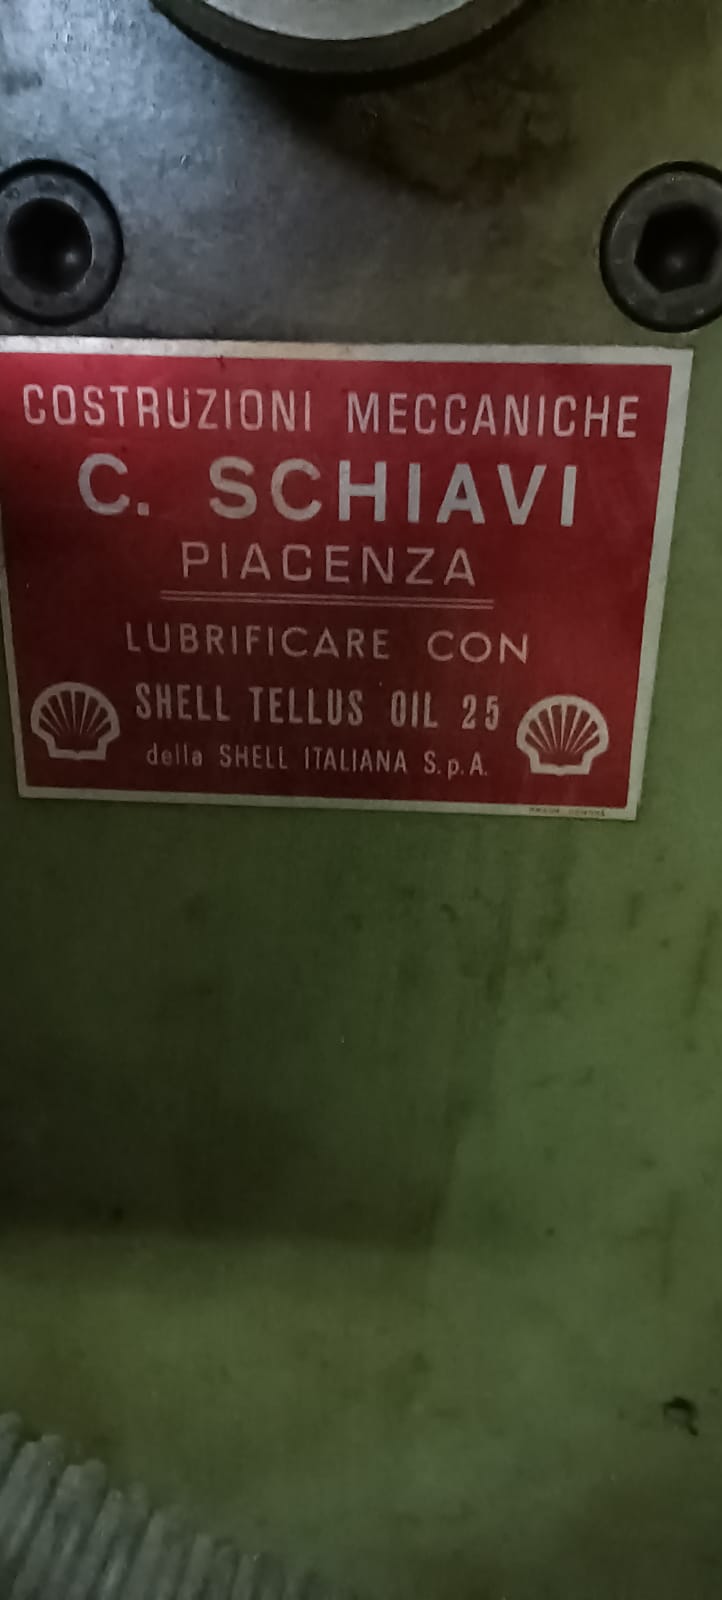 COSTRUZIONI MECCANICHE
C. SCHIAVI
PIACENZA
LUBRIFICARE CON
SHELL TELLUS OIL 25
della SHELL ITALIANA S.p.A.